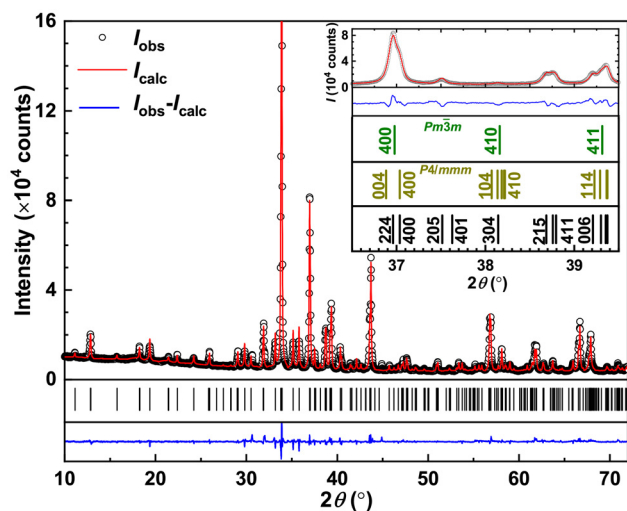 16
12
8
4
0
Intensity (×10⁴ counts)
I_obs
I_calc
I_obs-I_calc
10 20 30 40 50 60 70
2θ (°)
8
4
0
I (10⁴ counts)
Pm3̅m
400 410 411
P4/mmm
004 400 104 410 114
224 400 205 401 304 215 411 006
37 38 39
2θ (°)